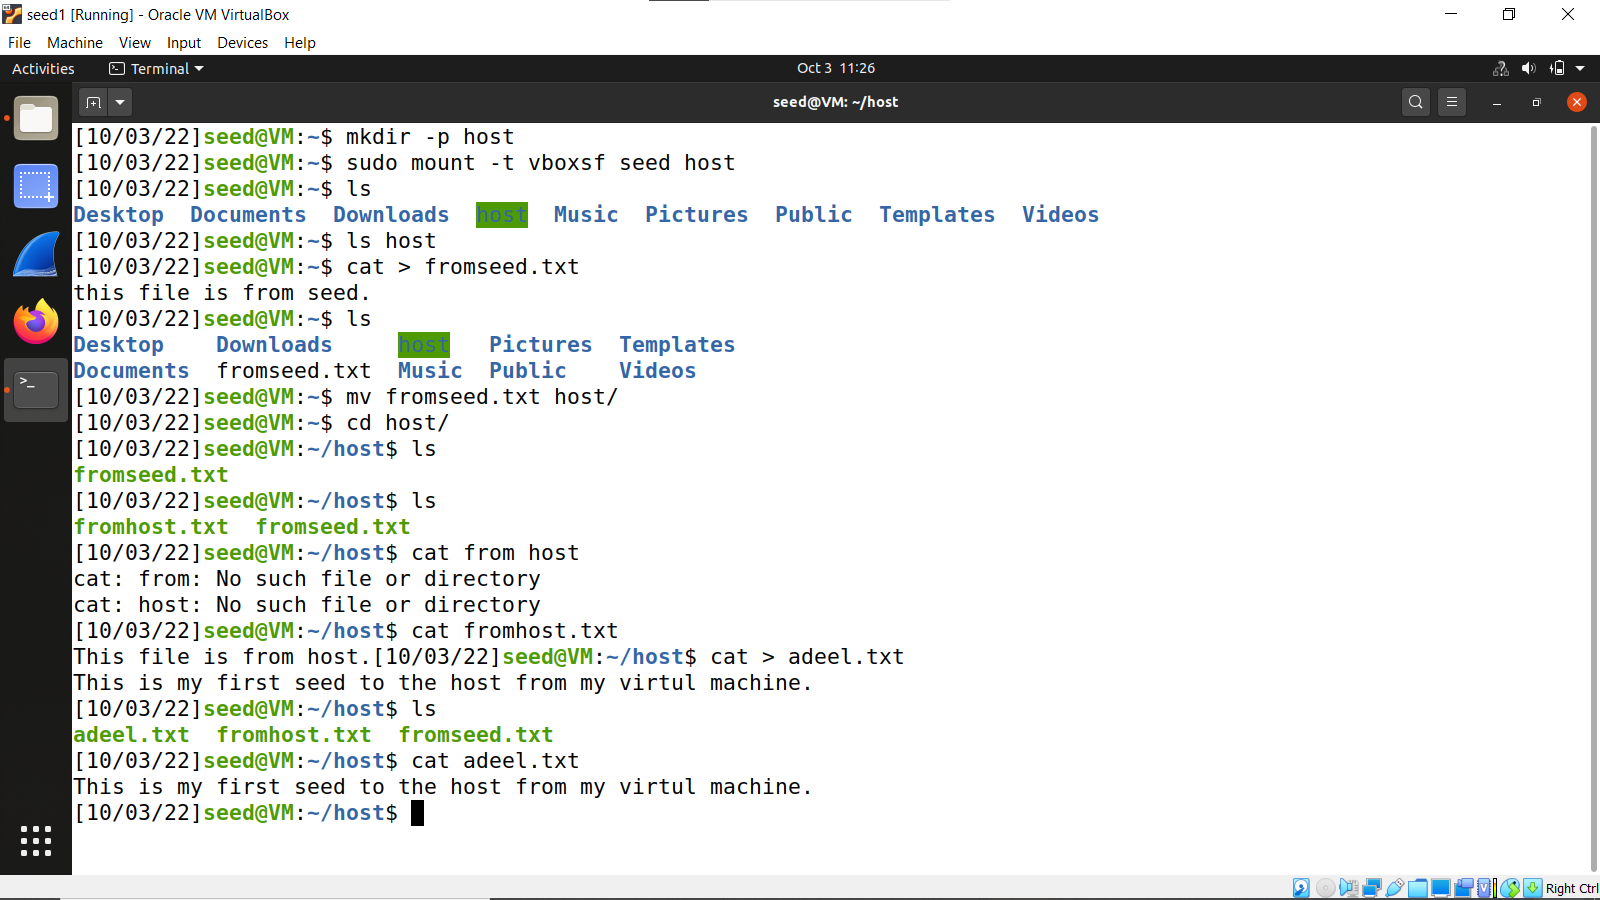 seed1 [Running] - Oracle VM VirtualBox
File Machine View Input Devices Help
Activities Terminal Oct 3 11:26
seed@VM: ~/host
[10/03/22]seed@VM:~$ mkdir -p host
[10/03/22]seed@VM:~$ sudo mount -t vboxsf seed host
[10/03/22]seed@VM:~$ ls
Desktop Documents Downloads host Music Pictures Public Templates Videos
[10/03/22]seed@VM:~$ ls host
[10/03/22]seed@VM:~$ cat > fromseed.txt
this file is from seed.
[10/03/22]seed@VM:~$ ls
Desktop Downloads host Pictures Templates
Documents fromseed.txt Music Public Videos
[10/03/22]seed@VM:~$ mv fromseed.txt host/
[10/03/22]seed@VM:~$ cd host/
[10/03/22]seed@VM:~/host$ ls
fromseed.txt
[10/03/22]seed@VM:~/host$ ls
fromhost.txt fromseed.txt
[10/03/22]seed@VM:~/host$ cat from host
cat: from: No such file or directory
cat: host: No such file or directory
[10/03/22]seed@VM:~/host$ cat fromhost.txt
This file is from host.[10/03/22]seed@VM:~/host$ cat > adeel.txt
This is my first seed to the host from my virtul machine.
[10/03/22]seed@VM:~/host$ ls
adeel.txt fromhost.txt fromseed.txt
[10/03/22]seed@VM:~/host$ cat adeel.txt
This is my first seed to the host from my virtul machine.
[10/03/22]seed@VM:~/host$
Right Ctrl